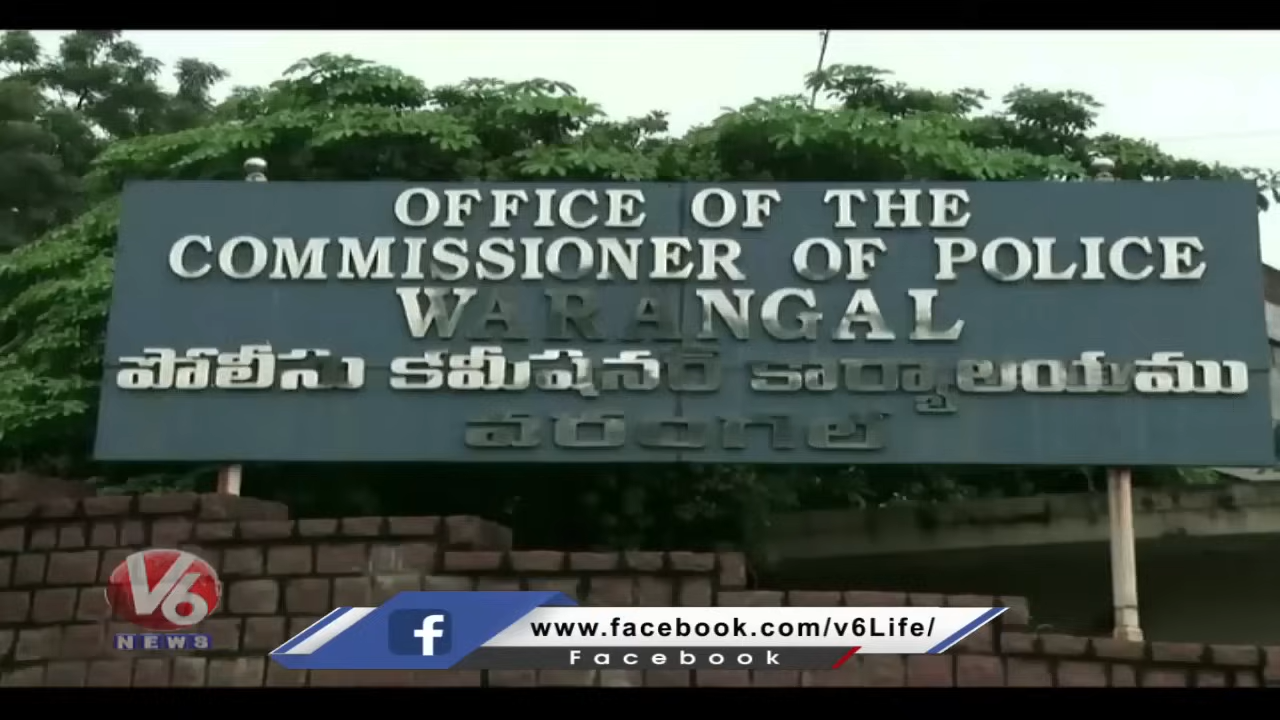 OFFICE OF THE
COMMISSIONER OF POLICE
WARANGAL
పోలీసు కమీషనర్ కార్యాలయము
వరంగల్
V6
NEWS
f
www.facebook.com/v6Life/
Facebook